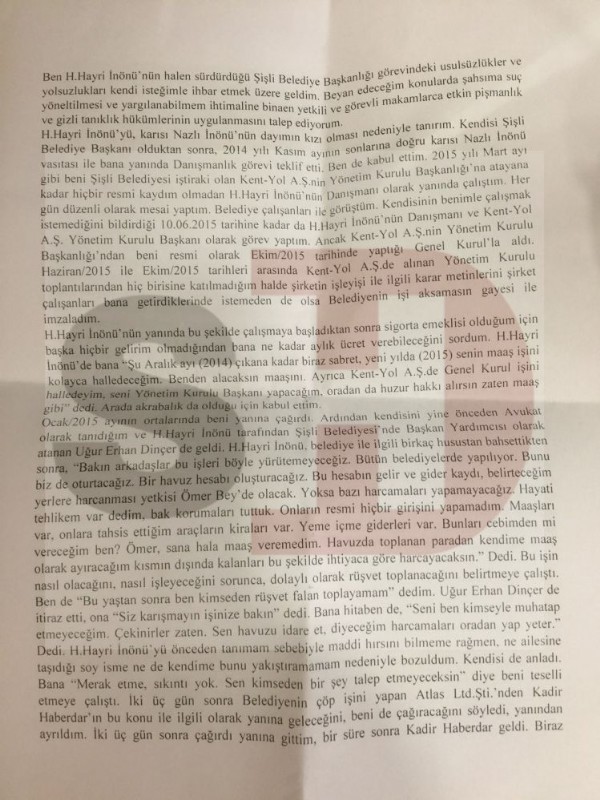 Ben H.Hayri İnönü'nün halen sürdürdüğü Şişli Belediye Başkanlığı görevindeki usulsüzlükler ve
yolsuzlukları kendi isteğimle ihbar etmek üzere geldim. Beyan edeceğim konularda şahsıma suç
yöneltilmesi ve yargılanabilmem ihtimaline binaen yetkili ve görevli makamlarca etkin pişmanlık
ve gizli tanıklık hükümlerinin uygulanmasını talep ediyorum.
H.Hayri İnönü'yü, karısı Nazlı İnönü'nün dayımın kızı olması nedeniyle tanırım. Kendisi Şişli
Belediye Başkanı olduktan sonra, 2014 yılı Kasım ayının sonlarına doğru karısı Nazlı İnönü
vasıtası ile bana yanında Danışmanlık görevi teklif etti. Ben de kabul ettim. 2015 yılı Mart ayı
gibi beni Şişli Belediyesi iştiraki olan Kent-Yol A.Ş.nin Yönetim Kurulu Başkanlığı'na atayana
kadar hiçbir resmi kaydım olmadan H.Hayri İnönü'nün Danışmanı olarak yanında çalıştım. Her
gün düzenli olarak mesai yaptım. Belediye çalışanları ile görüştüm. Kendisinin benimle çalışmak
istemediğini bildirdiği 10.06.2015 tarihine kadar da H.Hayri İnönü'nün Danışmanı ve Kent-Yol
A.Ş. Yönetim Kurulu Başkanı olarak görev yaptım. Ancak Kent-Yol A.Ş.nin Yönetim Kurulu
Başkanlığı'ndan beni resmi olarak Ekim/2015 tarihinde yaptığı Genel Kurul'la aldı.
Haziran/2015 ile Ekim/2015 tarihleri arasında Kent-Yol A.Ş.de alınan Yönetim Kurulu
toplantılarından hiç birisine katılmadığım halde şirketin işleyişi ile ilgili karar metinlerini şirket
çalışanları bana getirdiklerinde istemeden de olsa Belediyenin işi aksamasın gayesi ile
imzaladım.
H.Hayri İnönü'nün yanında bu şekilde çalışmaya başladıktan sonra sigorta emeklisi olduğum için
başka hiçbir gelirim olmadığından bana ne kadar aylık ücret verebileceğini sordum. H.Hayri
İnönü'de bana "Şu Aralık ayı (2014) çıkana kadar biraz sabret, yeni yılda (2015) senin maaş işini
kolayca halledeceğim. Benden alacaksın maaşını. Ayrıca Kent-Yol A.Ş.de Genel Kurul işini
halledeyim, seni Yönetim Kurulu Başkanı yapacağım, oradan da huzur hakkı alırsın zaten maaş
gibi" dedi. Arada akrabalık da olduğu için kabul ettim.
Ocak/2015 ayının ortalarında beni yanına çağırdı. Ardından kendisini yine önceden Avukat
olarak tanıdığım ve H.Hayri İnönü tarafından Şişli Belediyesi'nde Başkan Yardımcısı olarak
atanan Uğur Erhan Dinçer de geldi. H.Hayri İnönü, belediye ile ilgili birkaç husustan bahsettikten
sonra, "Bakın arkadaşlar bu işleri böyle yürütemeyeceğiz. Bütün belediyelerde yapılıyor. Bunu
biz de oturtacağız. Bir havuz hesabı oluşturacağız. Bu hesabın gelir ve gider kaydı, belirteceğim
yerlere harcanması yetkisi Ömer Bey'de olacak. Yoksa bazı harcamaları yapamayacağız. Hayati
tehlikem var dedim, bak korumaları tuttuk. Onların resmi hiçbir girişini yapamadım. Maaşları
var, onlara tahsis ettiğim araçların kiraları var. Yeme içme giderleri var. Bunları cebimden mi
vereceğim ben? Ömer, sana hala maaş veremedim. Havuzda toplanan paradan kendime maaş
olarak ayıracağım kısmın dışında kalanları bu şekilde ihtiyaca göre harcayacaksın." Dedi. Bu işin
nasıl olacağını, nasıl işleyeceğini sorunca, dolaylı olarak rüşvet toplanacağını belirtmeye çalıştı.
Ben de "Bu yaştan sonra ben kimseden rüşvet falan toplayamam" dedim. Uğur Erhan Dinçer de
itiraz etti, ona "Siz karışmayın işinize bakın" dedi. Bana hitaben de, "Seni ben kimseyle muhatap
etmeyeceğim. Çekinirler zaten. Sen havuzu idare et, diyeceğim harcamaları oradan yap yeter."
Dedi. H.Hayri İnönü'yü önceden tanımam sebebiyle maddi hırsını bilmeme rağmen, ne ailesine
taşıdığı soy isme ne de kendime bunu yakıştıramamam nedeniyle bozuldum. Kendisi de anladı.
Bana "Merak etme, sıkıntı yok. Sen kimseden bir şey talep etmeyeceksin" diye beni teselli
etmeye çalıştı. İki üç gün sonra Belediyenin çöp işini yapan Atlas Ltd.Şti.'nden Kadir
Haberdar'ın bu konu ile ilgili olarak yanına geleceğini, beni de çağıracağını söyledi, yanından
ayrıldım. İki üç gün sonra çağırdı yanına gittim, bir süre sonra Kadir Haberdar geldi. Biraz
SD